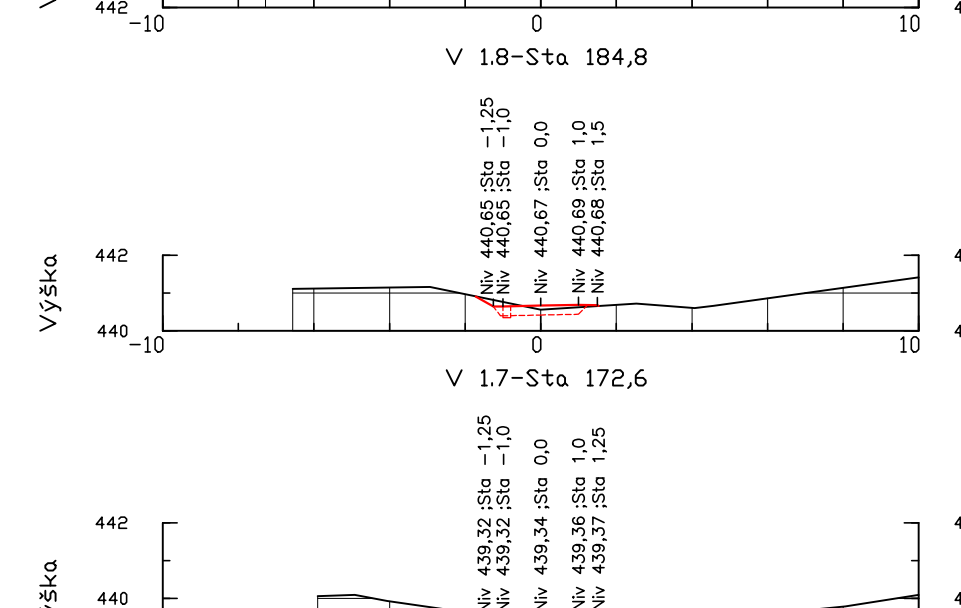 442
-10 0 10
V 1.8-Sta 184,8
Niv 440,65 ;Sta -1,25
Niv 440,65 ;Sta -1,0
Niv 440,67 ;Sta 0,0
Niv 440,69 ;Sta 1,0
Niv 440,68 ;Sta 1,5
Výška
442
440
-10 0 10
V 1.7-Sta 172,6
Niv 439,32 ;Sta -1,25
Niv 439,32 ;Sta -1,0
Niv 439,34 ;Sta 0,0
Niv 439,36 ;Sta 1,0
Niv 439,37 ;Sta 1,25
442
440